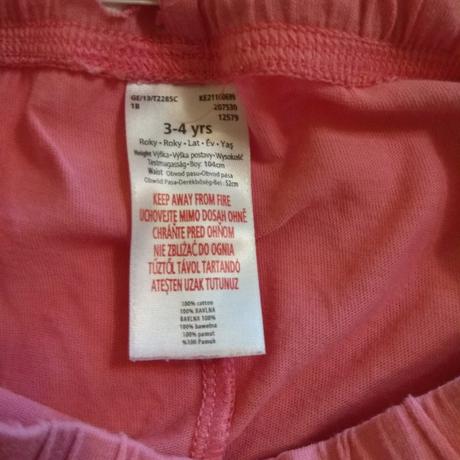 GE/13/T2285C KE211C0E09
1B 207530
12579
3-4 yrs
Roky • Roky • Lat • Év • Yaş
Height Výška • Výška postavy • Wysokość
Testmagasság • Boy: 104cm
Waist Obvod pasu • Obvod pása
Obwód Pasa • Derékbőség • Bel : 52cm
KEEP AWAY FROM FIRE
UCHOVEJTE MIMO DOSAH OHNĚ
CHRÁŇTE PRED OHŇOM
NIE ZBLIŻAĆ DO OGNIA
TŰZTŐL TÁVOL TARTANDÓ
ATEŞTEN UZAK TUTUNUZ
100% cotton
100% BAVLNA
BAVLNA 100%
100% bawełna
100% pamut
%100 Pamuk